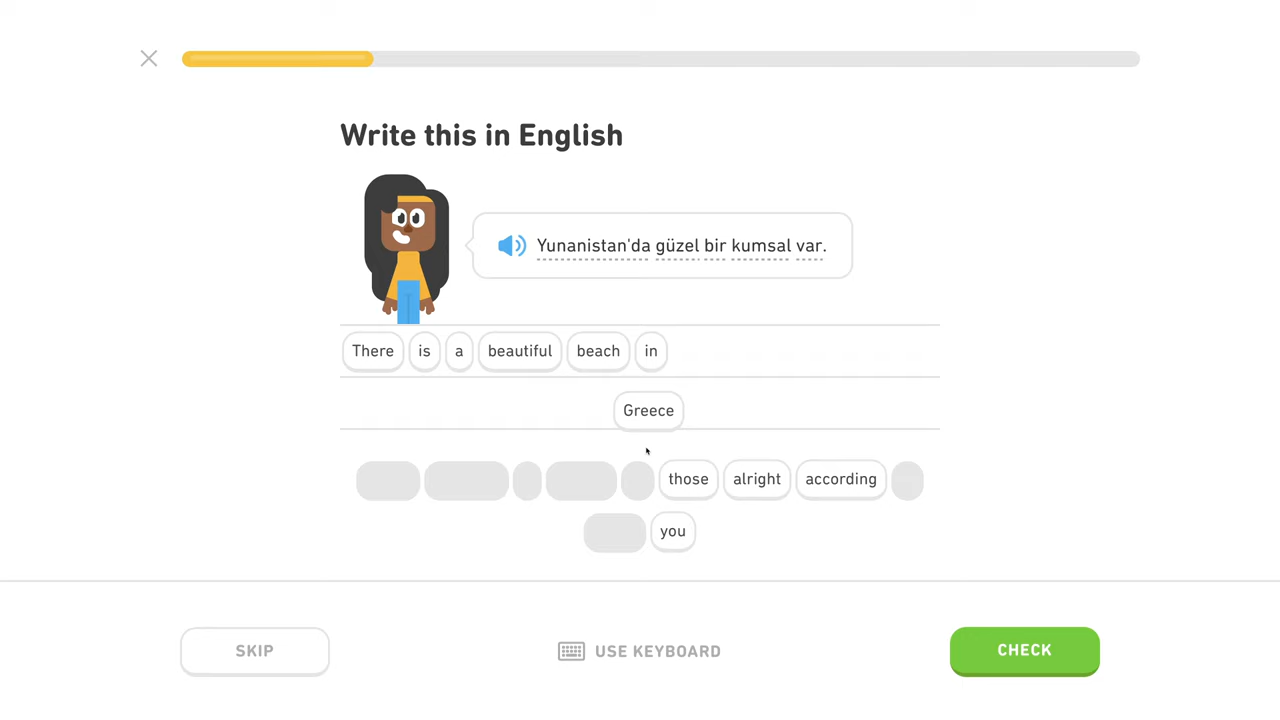 Write this in English
Yunanistan'da güzel bir kumsal var.
There is a beautiful beach in
Greece
those alright according
you
SKIP USE KEYBOARD CHECK